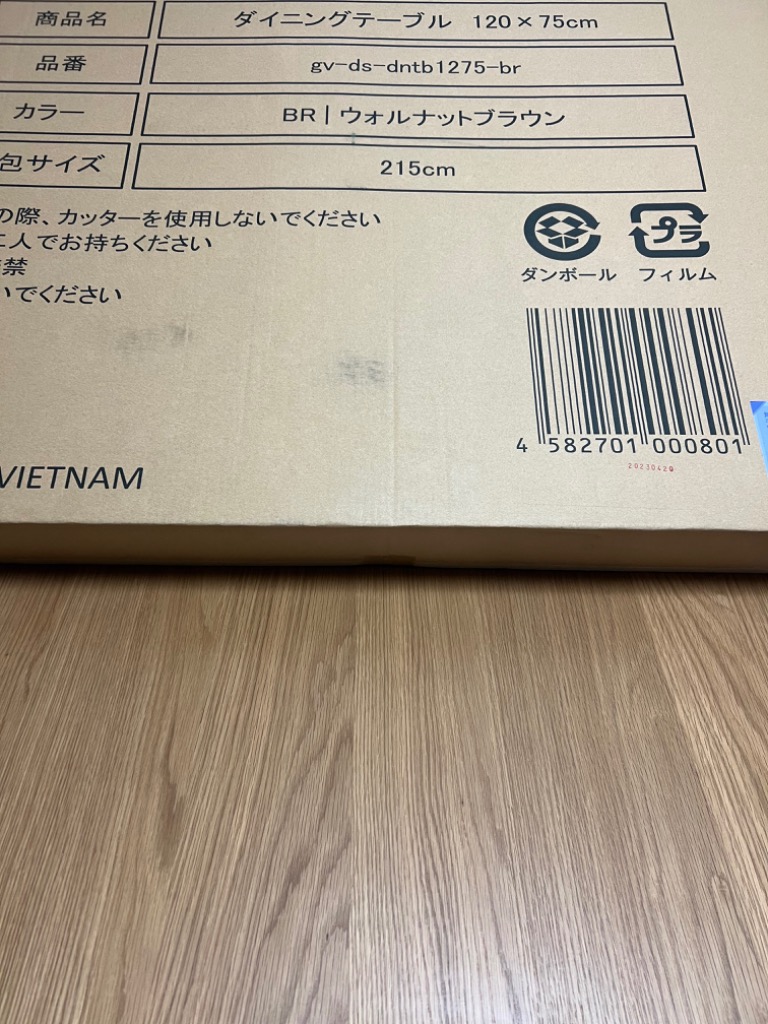 商品名 ダイニングテーブル 120×75cm
品番 gv-ds-dntb1275-br
カラー BR|ウォルナットブラウン
包サイズ 215cm
の際、カッターを使用しないでください
二人でお持ちください
禁
いでください
プラ
ダンボール フィルム
4 582701 000801
20230428
VIETNAM